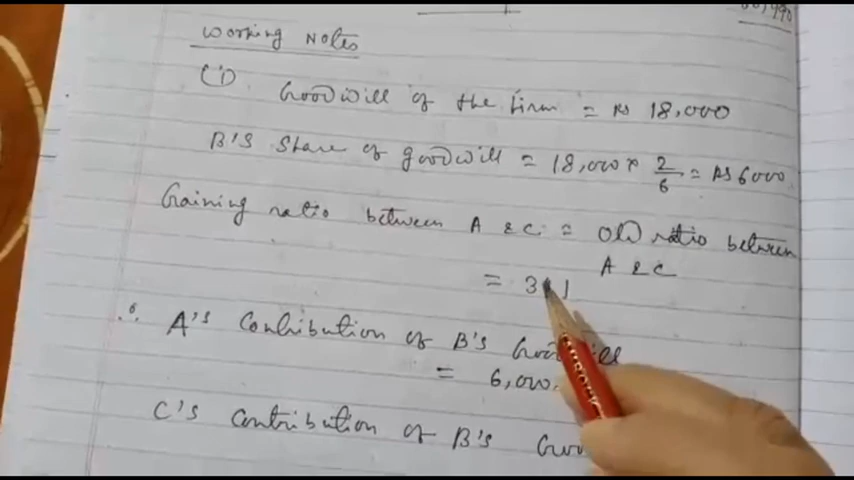 Working Notes
(i) Goodwill of the firm = Rs 18,000
B's Share of goodwill = 18,000 × 2/6 = Rs 6000
Gaining ratio between A & C = Old ratio between
A & C
= 3:1
∴ A's Contribution of B's
= 6,000
C's Contribution of B's